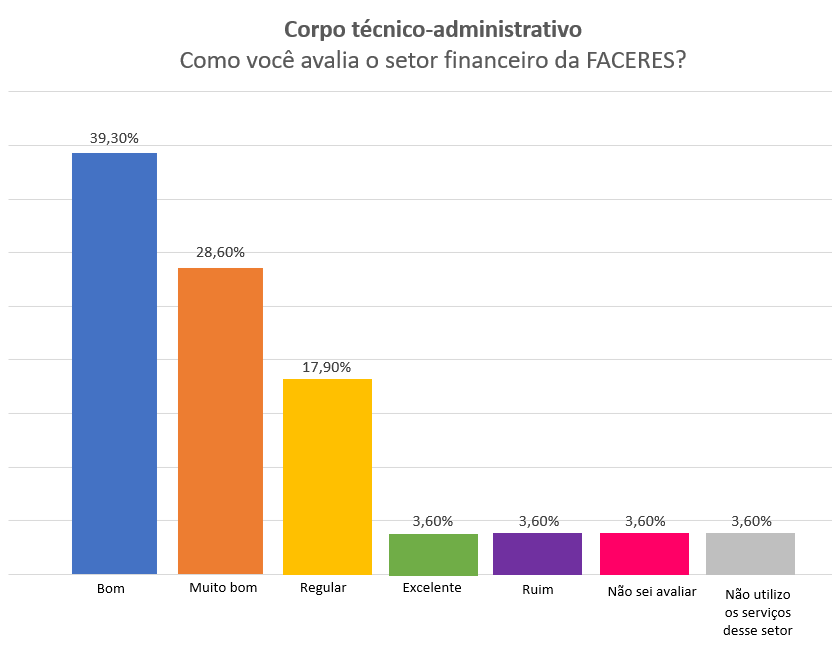 Corpo técnico-administrativo
Como você avalia o setor financeiro da FACERES?
39,30%
28,60%
17,90%
3,60%
3,60%
3,60%
3,60%
Bom
Muito bom
Regular
Excelente
Ruim
Não sei avaliar
Não utilizo
os serviços
desse setor